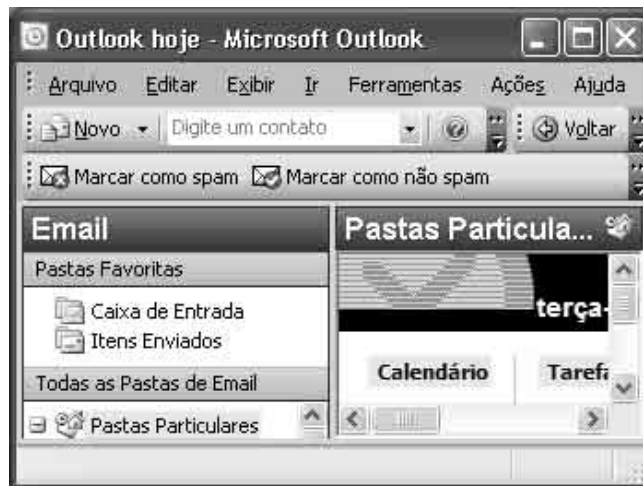 Outlook hoje - Microsoft Outlook
Arquivo Editar Exibir Ir Ferramentas Ações Ajuda
Novo Digite um contato Voltar
Marcar como spam Marcar como não spam
Email
Pastas Favoritas
Caixa de Entrada
Itens Enviados
Todas as Pastas de Email
Pastas Particulares
Pastas Particula...
terça-
Calendário Tarefa